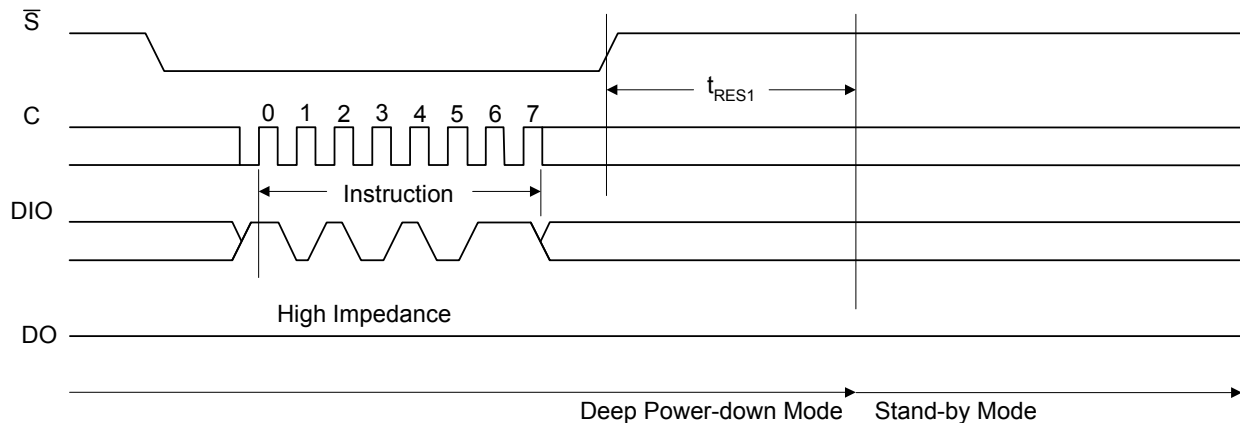 S̅
t_RES1
C
0 1 2 3 4 5 6 7
Instruction
DIO
High Impedance
DO
Deep Power-down Mode Stand-by Mode